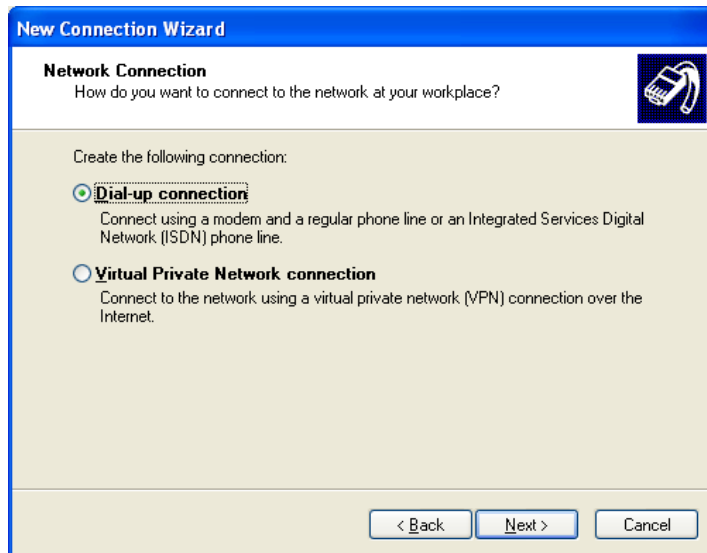 New Connection Wizard
Network Connection
How do you want to connect to the network at your workplace?
Create the following connection:
Dial-up connection
Connect using a modem and a regular phone line or an Integrated Services Digital
Network (ISDN) phone line.
Virtual Private Network connection
Connect to the network using a virtual private network (VPN) connection over the
Internet.
< Back
Next >
Cancel